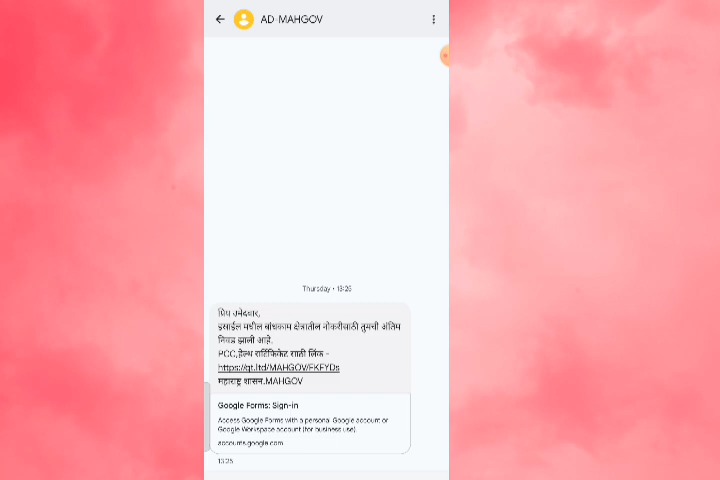 AD-MAHGOV
Thursday • 13:25
प्रिय उमेदवार,
इस्राईल मधील बांधकाम क्षेत्रातील नोकरीसाठी तुमची अंतिम
निवड झाली आहे.
PCC,हेल्थ सर्टिफिकेट साठी लिंक -
https://gt.ltd/MAHGOV/FKFYDs
महाराष्ट्र शासन.MAHGOV
Google Forms: Sign-in
Access Google Forms with a personal Google account or
Google Workspace account (for business use).
accounts.google.com
13:25